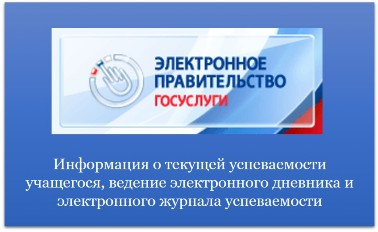 ЭЛЕКТРОННОЕ
ПРАВИТЕЛЬСТВО
ГОСУСЛУГИ
Информация о текущей успеваемости
учащегося, ведение электронного дневника и
электронного журнала успеваемости